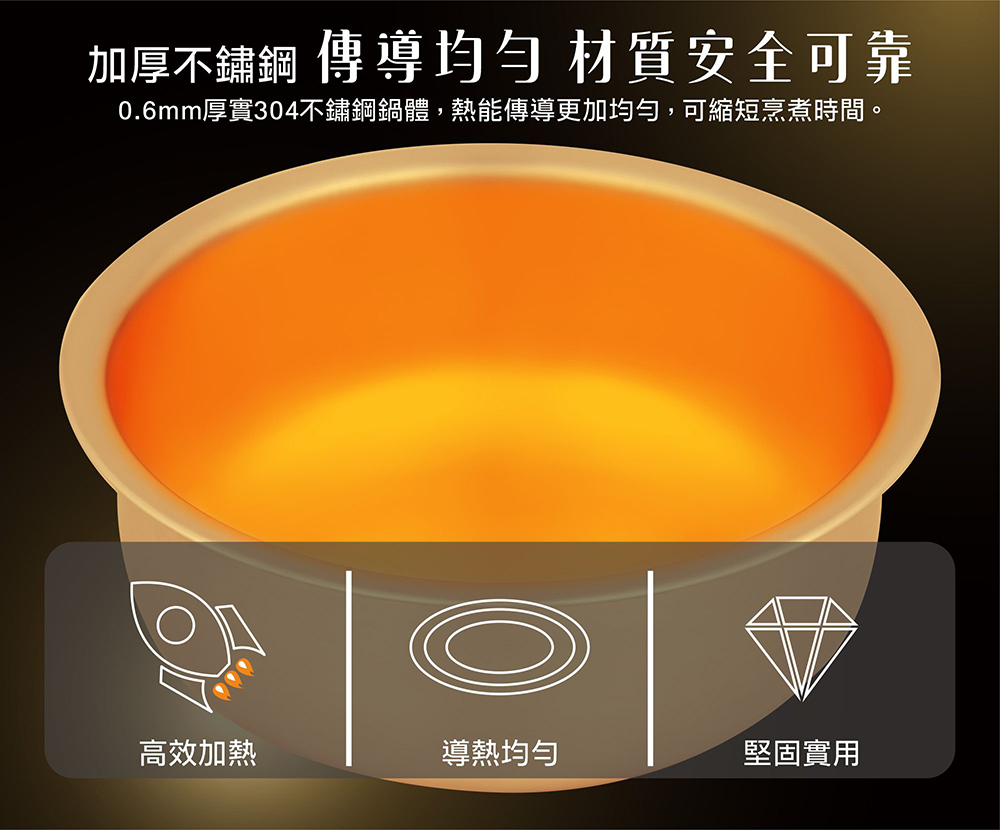 加厚不鏽鋼 傳導均勻 材質安全可靠
0.6mm厚實304不鏽鋼鍋體，熱能傳導更加均勻，可縮短烹煮時間。
高效加熱
導熱均勻
堅固實用